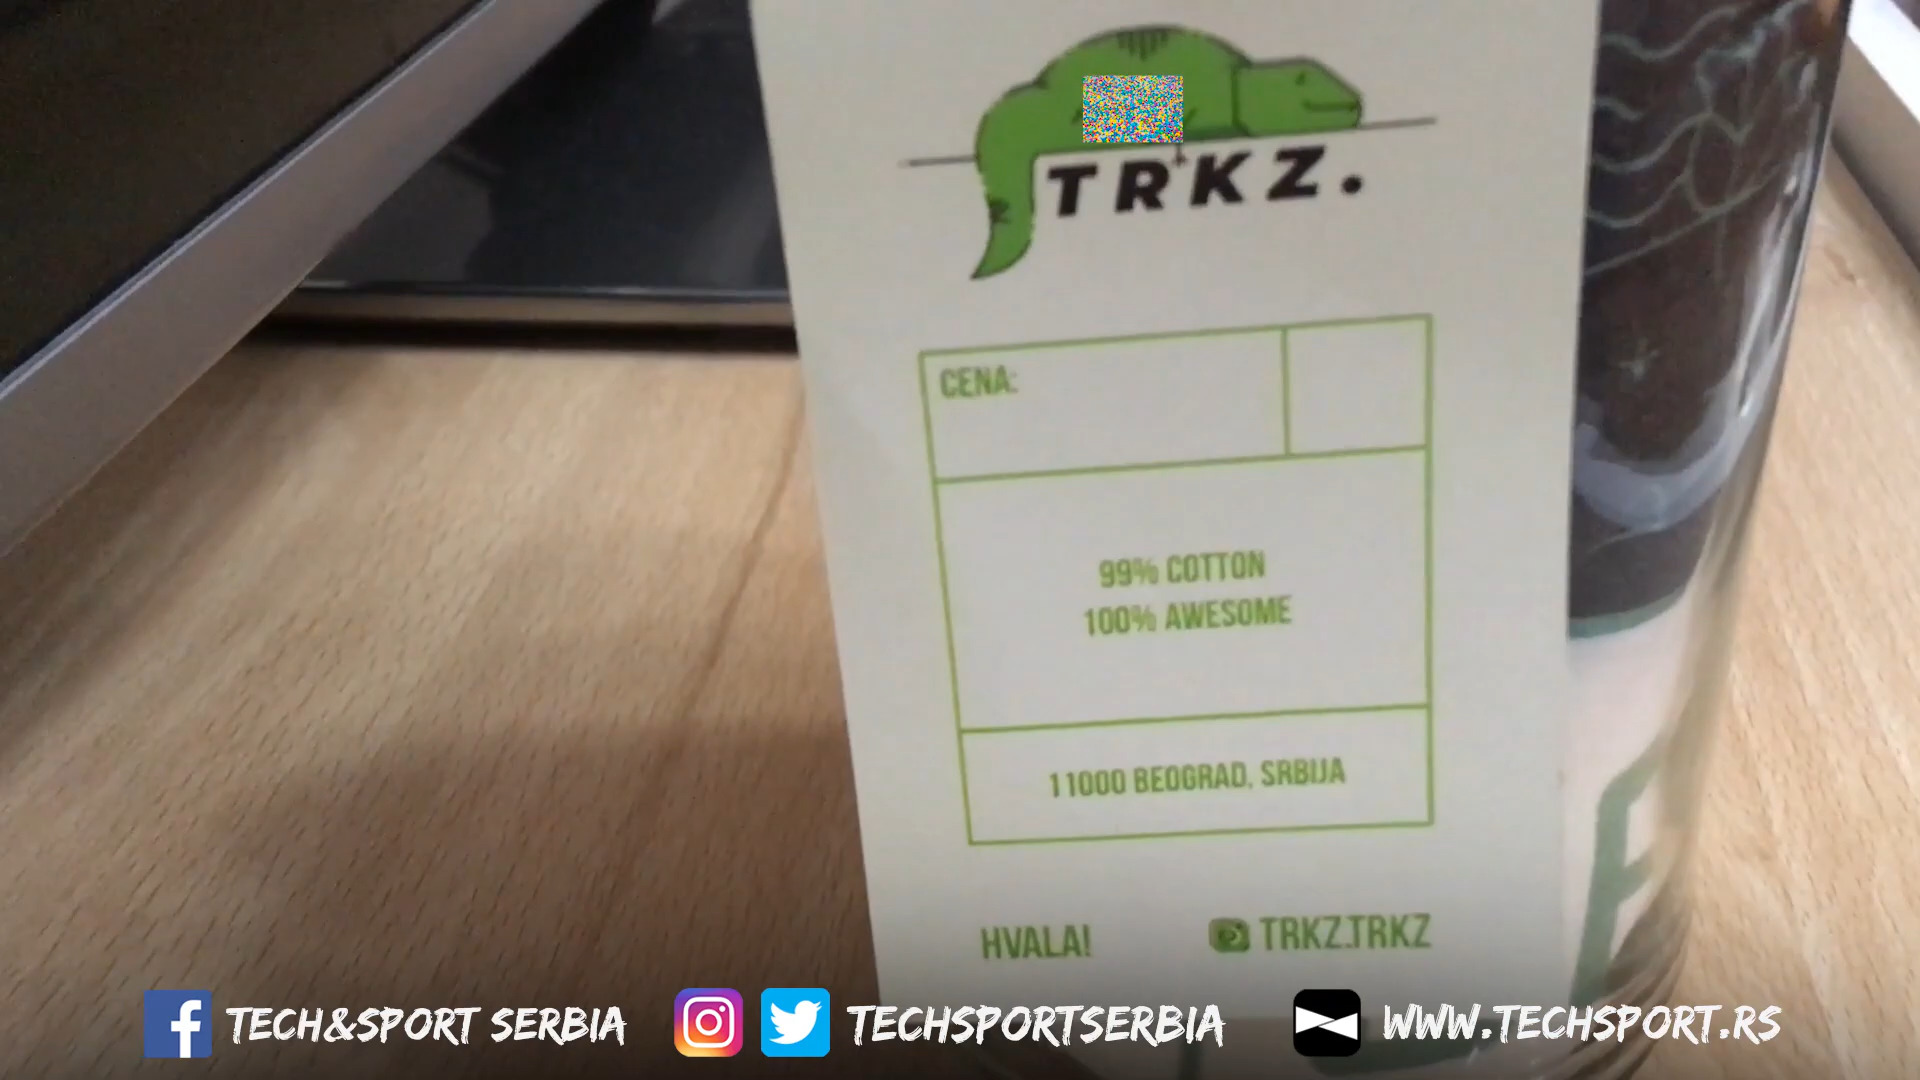 TRKZ.
CENA:
99% COTTON
100% AWESOME
11000 BEOGRAD, SRBIJA
HVALA!
TRKZ.TRKZ
TECH&SPORT SERBIA
TECHSPORTSERBIA
WWW.TECHSPORT.RS